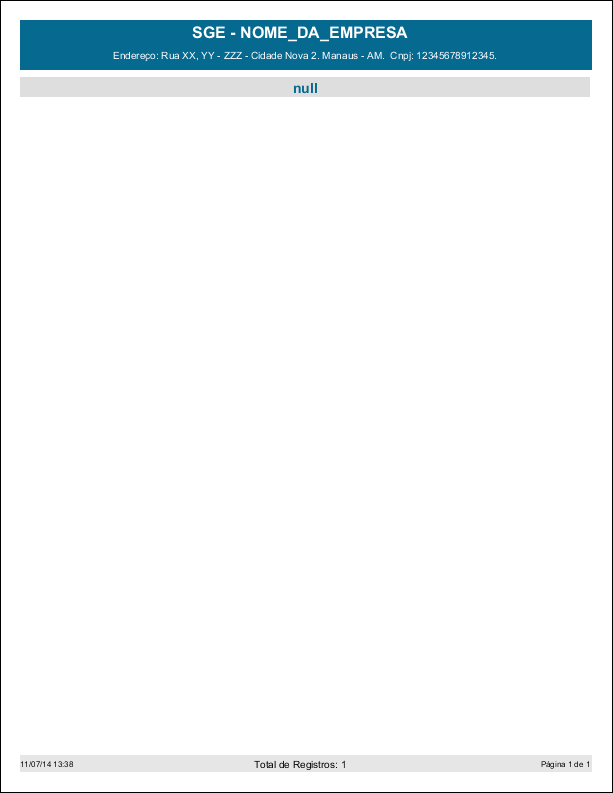 SGE - NOME_DA_EMPRESA
Endereço: Rua XX, YY - ZZZ - Cidade Nova 2. Manaus - AM.  Cnpj: 12345678912345.
null
11/07/14 13:38 Total de Registros: 1 Página 1 de 1